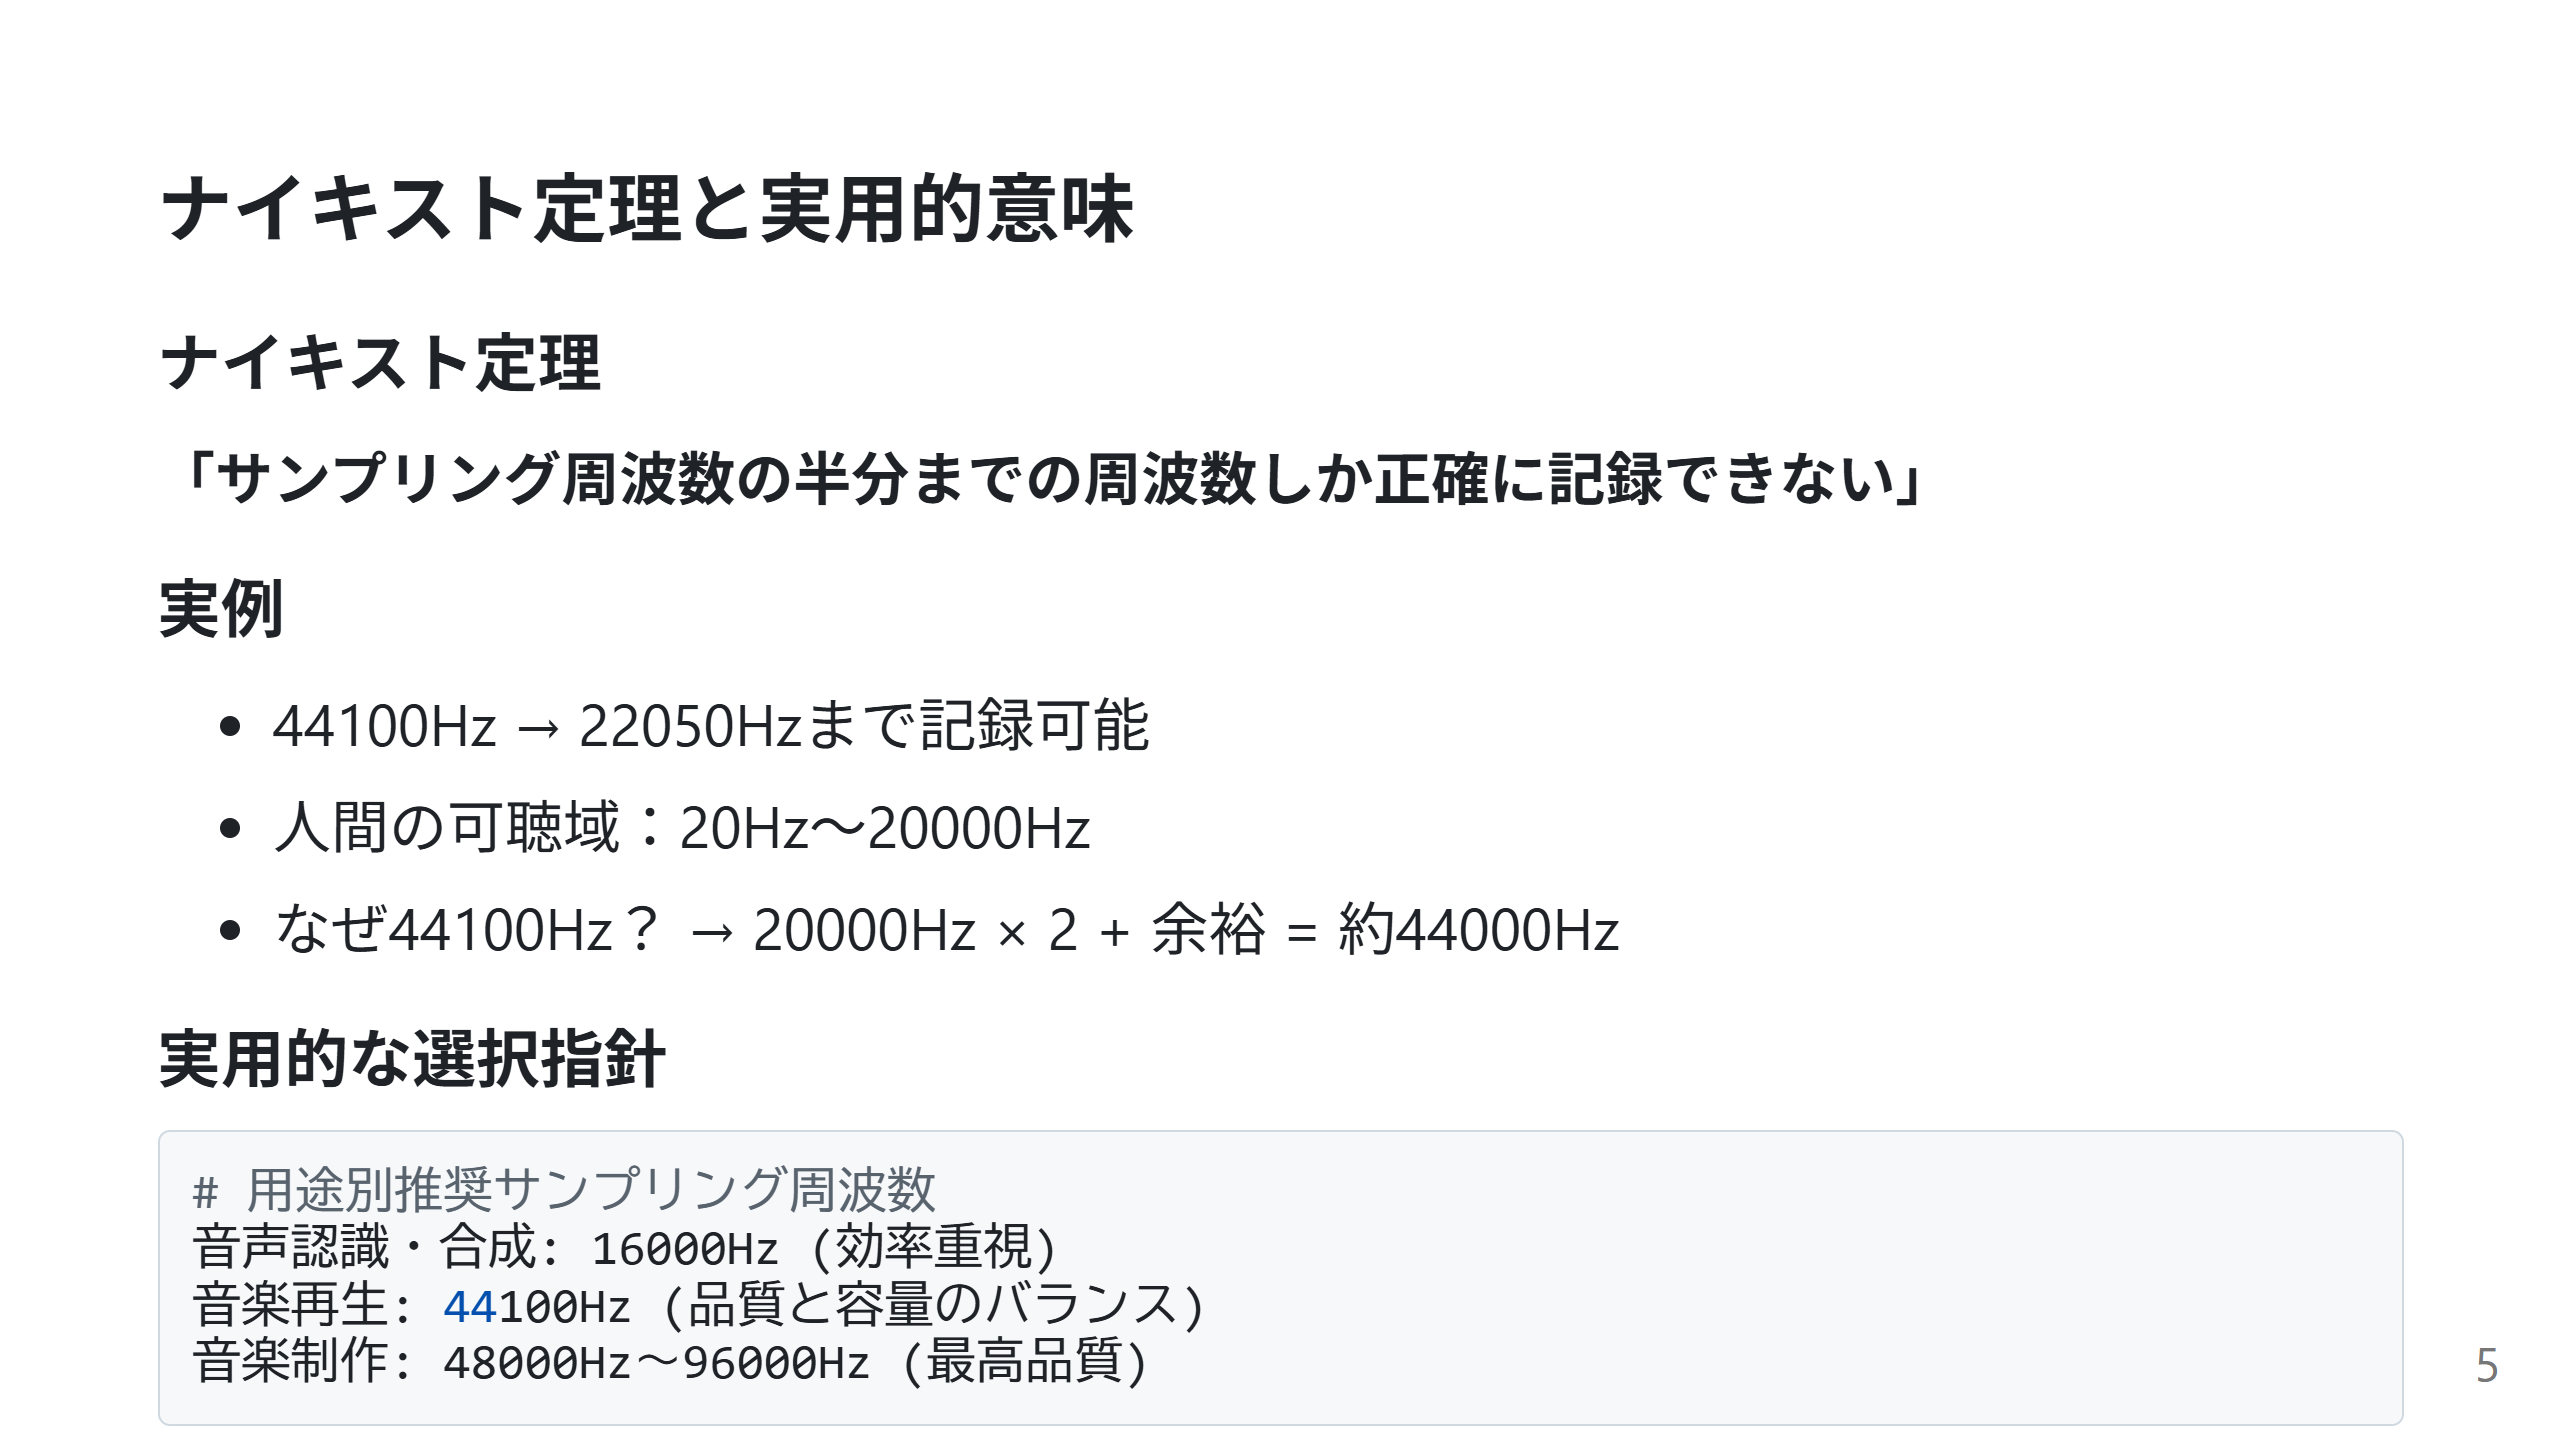 ナイキスト定理と実用的意味
ナイキスト定理
「サンプリング周波数の半分までの周波数しか正確に記録できない」
実例
• 44100Hz → 22050Hzまで記録可能
• 人間の可聴域：20Hz～20000Hz
• なぜ44100Hz？ → 20000Hz × 2 + 余裕 = 約44000Hz
実用的な選択指針
# 用途別推奨サンプリング周波数
音声認識・合成: 16000Hz (効率重視)
音楽再生: 44100Hz (品質と容量のバランス)
音楽制作: 48000Hz～96000Hz (最高品質)
5